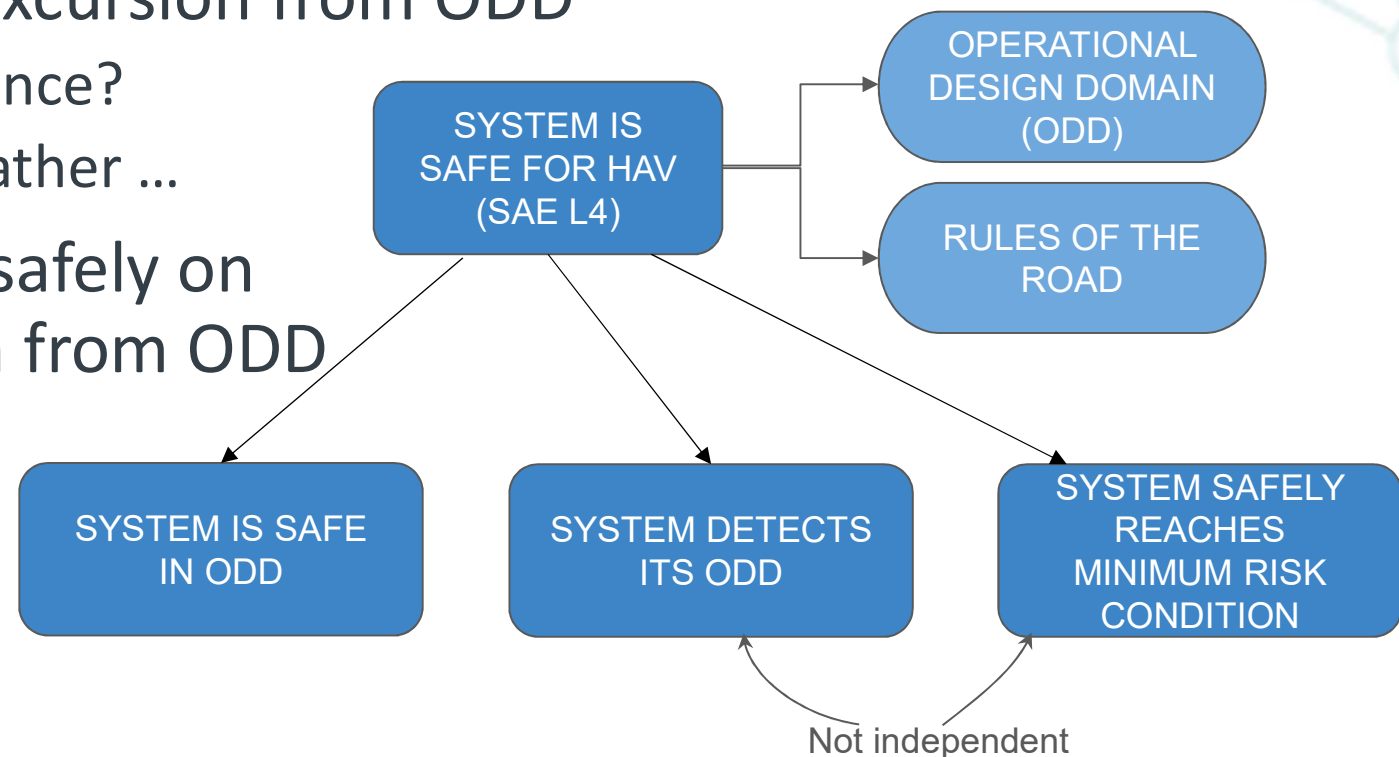 xcursion from ODD
nce?
ather …
safely on
n from ODD
OPERATIONAL
DESIGN DOMAIN
(ODD)
SYSTEM IS
SAFE FOR HAV
(SAE L4)
RULES OF THE
ROAD
SYSTEM IS SAFE
IN ODD
SYSTEM DETECTS
ITS ODD
SYSTEM SAFELY
REACHES
MINIMUM RISK
CONDITION
Not independent